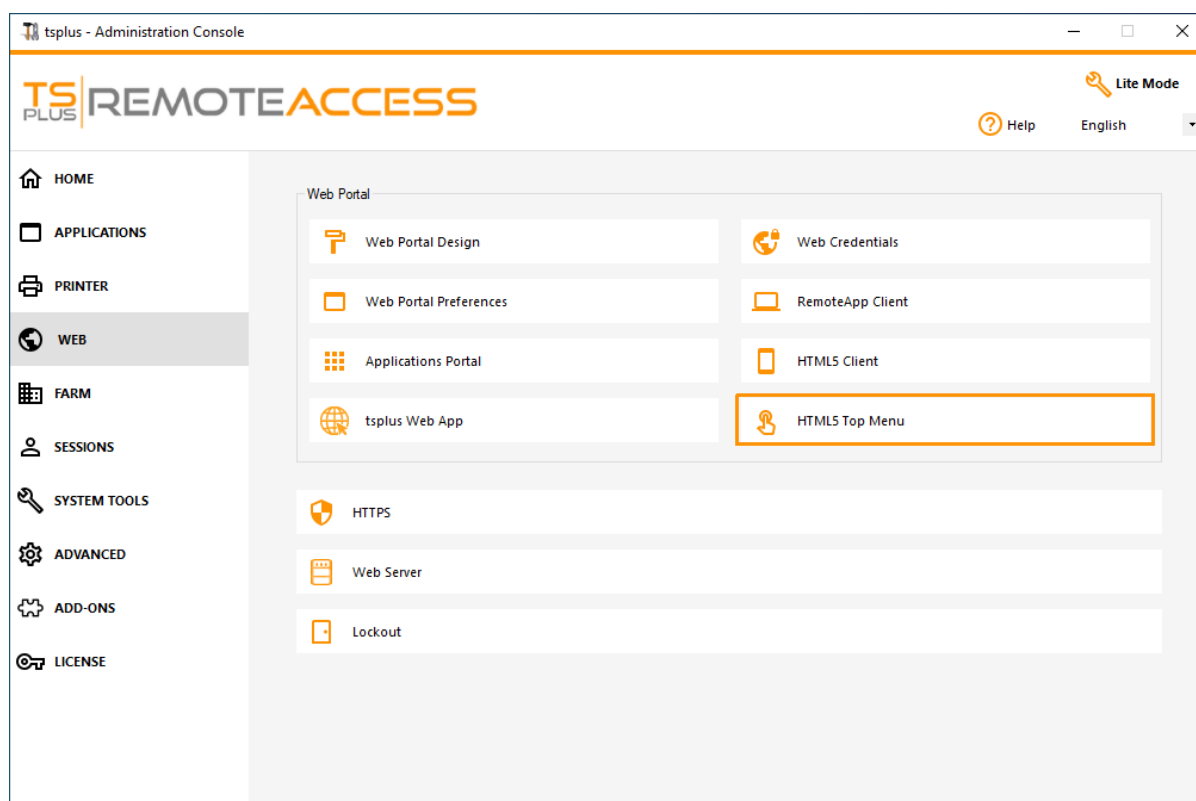 tsplus - Administration Console
TS PLUS REMOTEACCESS
Lite Mode
Help
English
HOME
APPLICATIONS
PRINTER
WEB
FARM
SESSIONS
SYSTEM TOOLS
ADVANCED
ADD-ONS
LICENSE
Web Portal
Web Portal Design
Web Credentials
Web Portal Preferences
RemoteApp Client
Applications Portal
HTML5 Client
tsplus Web App
HTML5 Top Menu
HTTPS
Web Server
Lockout